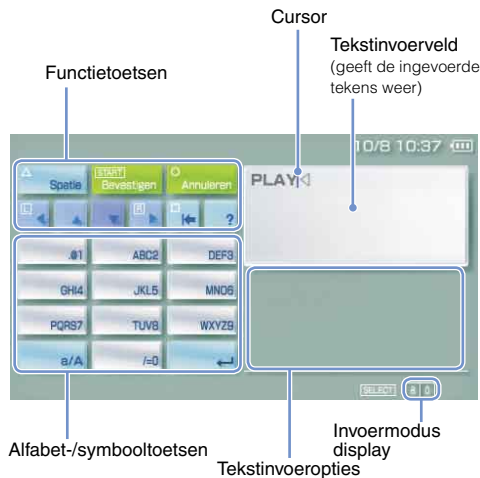 Cursor
Tekstinvoerveld
(geeft de ingevoerde
tekens weer)
Functietoetsen
10/8 10:37
START
Spatie Bevestigen Annuleren
PLAY
L R ?
.@1 ABC2 DEF3
GHI4 JKL5 MNO6
PQRS7 TUV8 WXYZ9
a/A /=0
SELECT
Alfabet-/symbooltoetsen
Invoermodus
display
Tekstinvoeropties